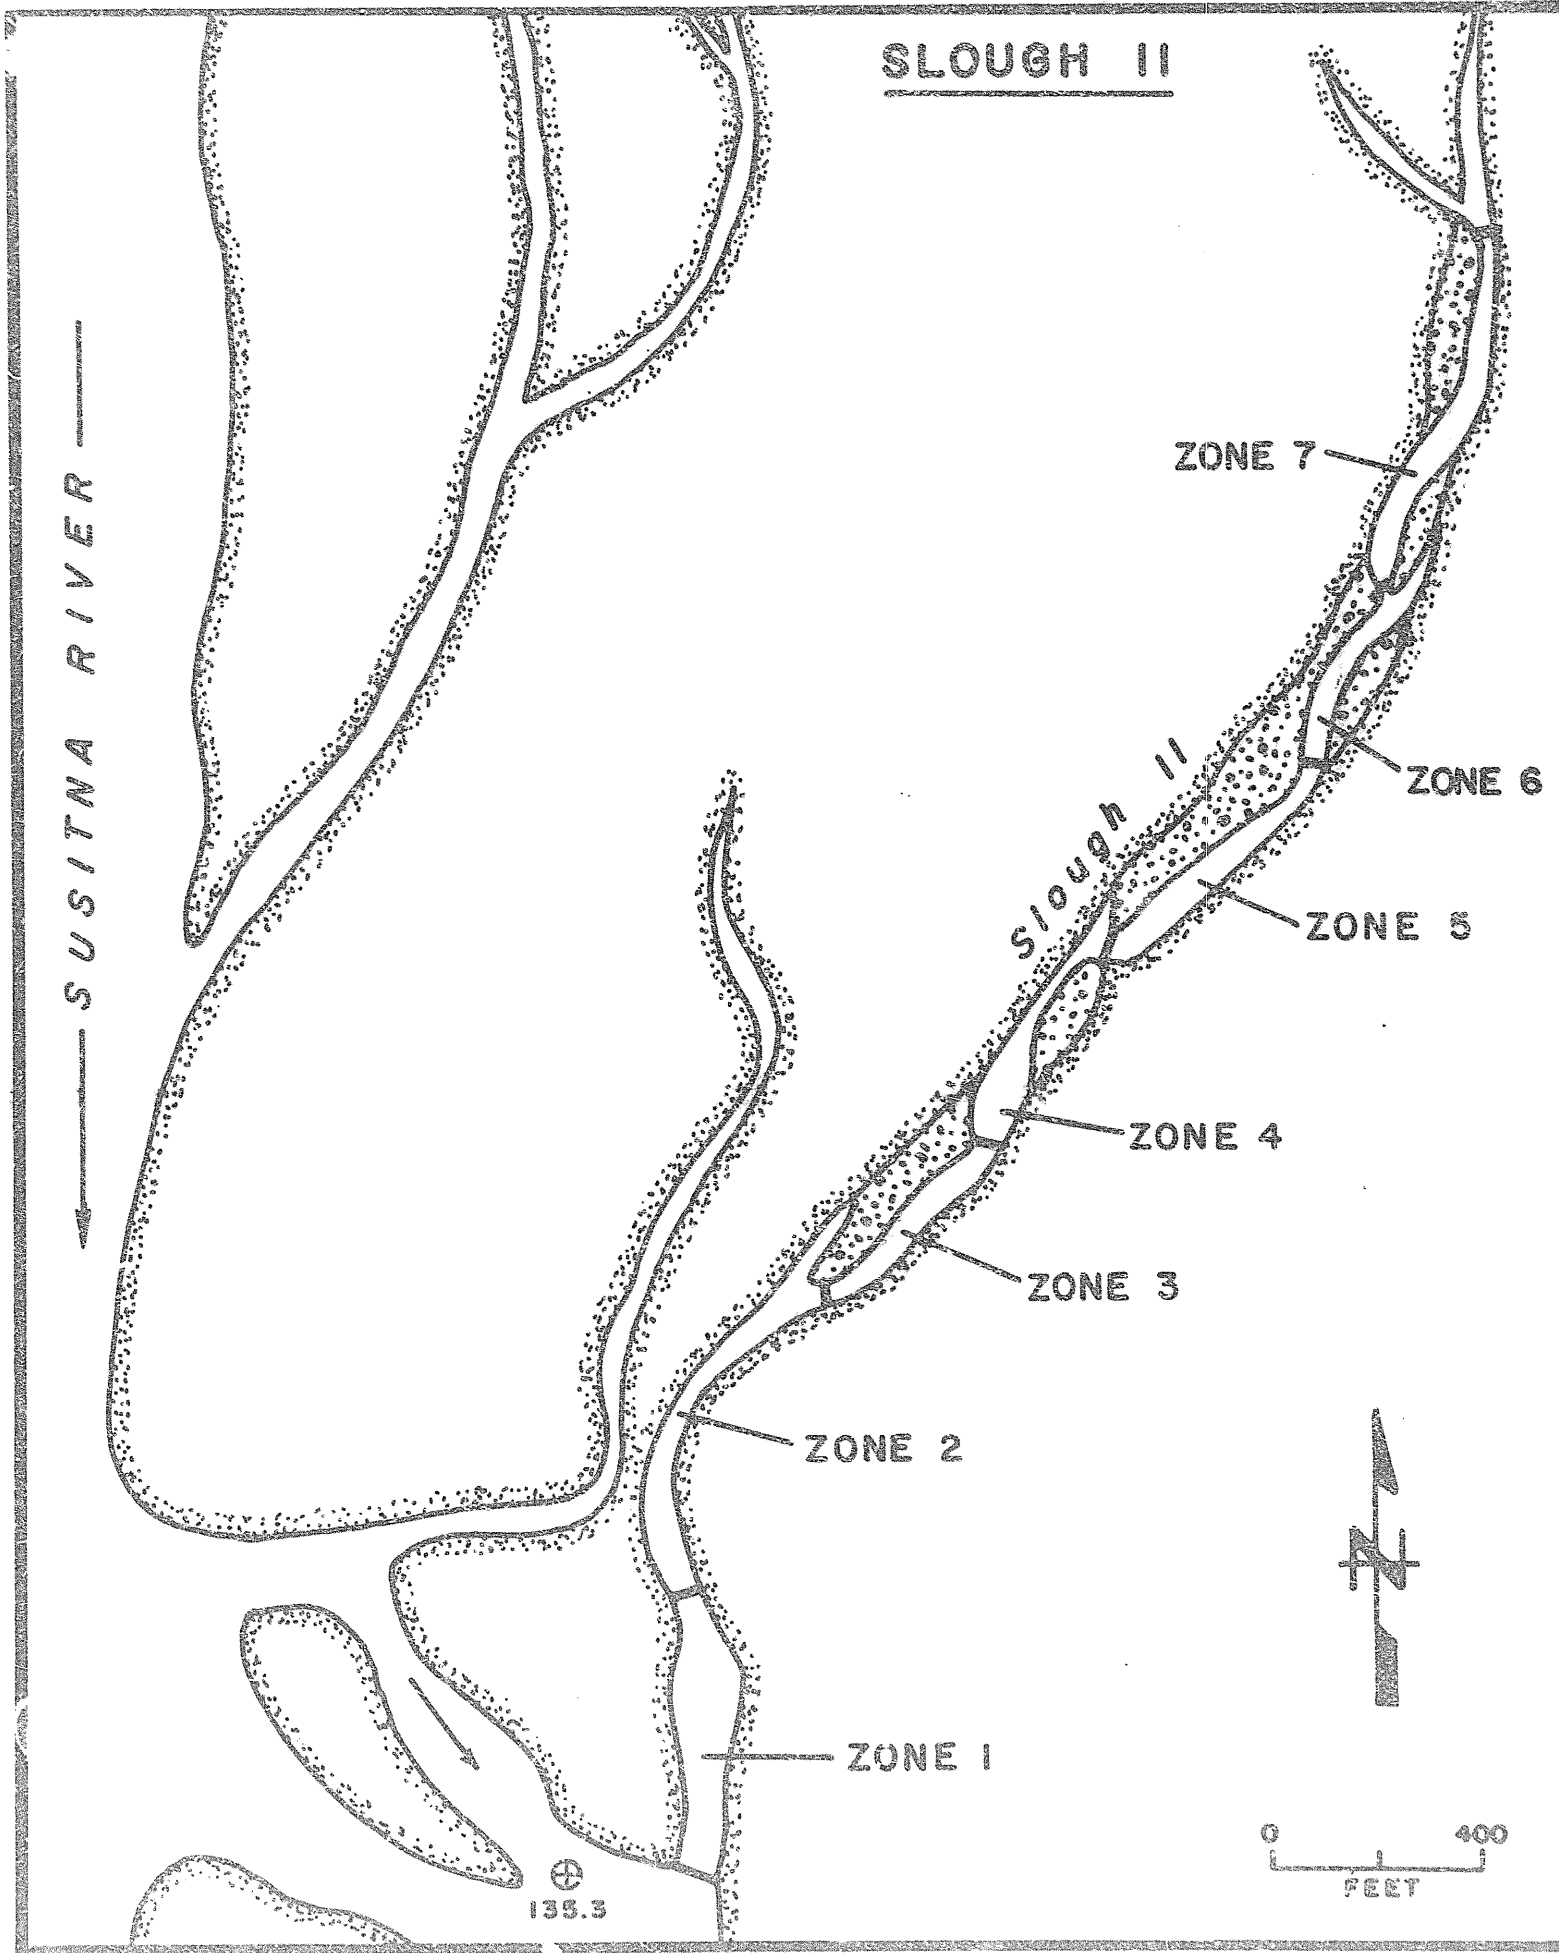 SLOUGH 11
ZONE 7
SUSITNA RIVER
ZONE 6
Slough 11
ZONE 5
ZONE 4
ZONE 3
ZONE 2
N
ZONE 1
0 400
FEET
135.3